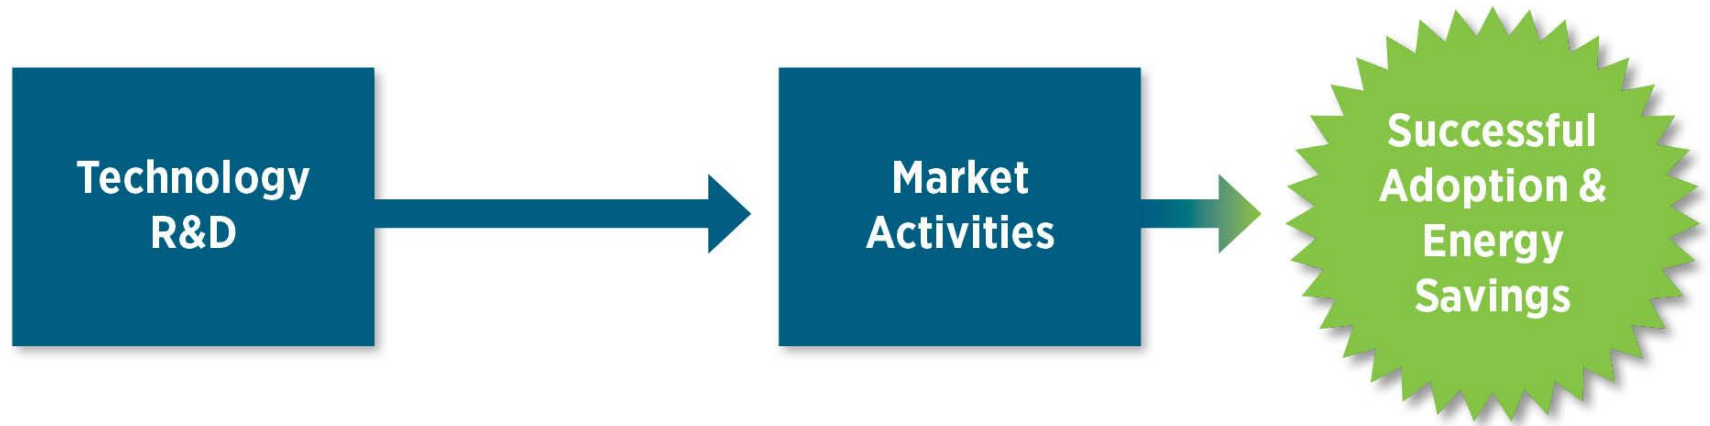 Technology
R&D
Market
Activities
Successful
Adoption &
Energy
Savings